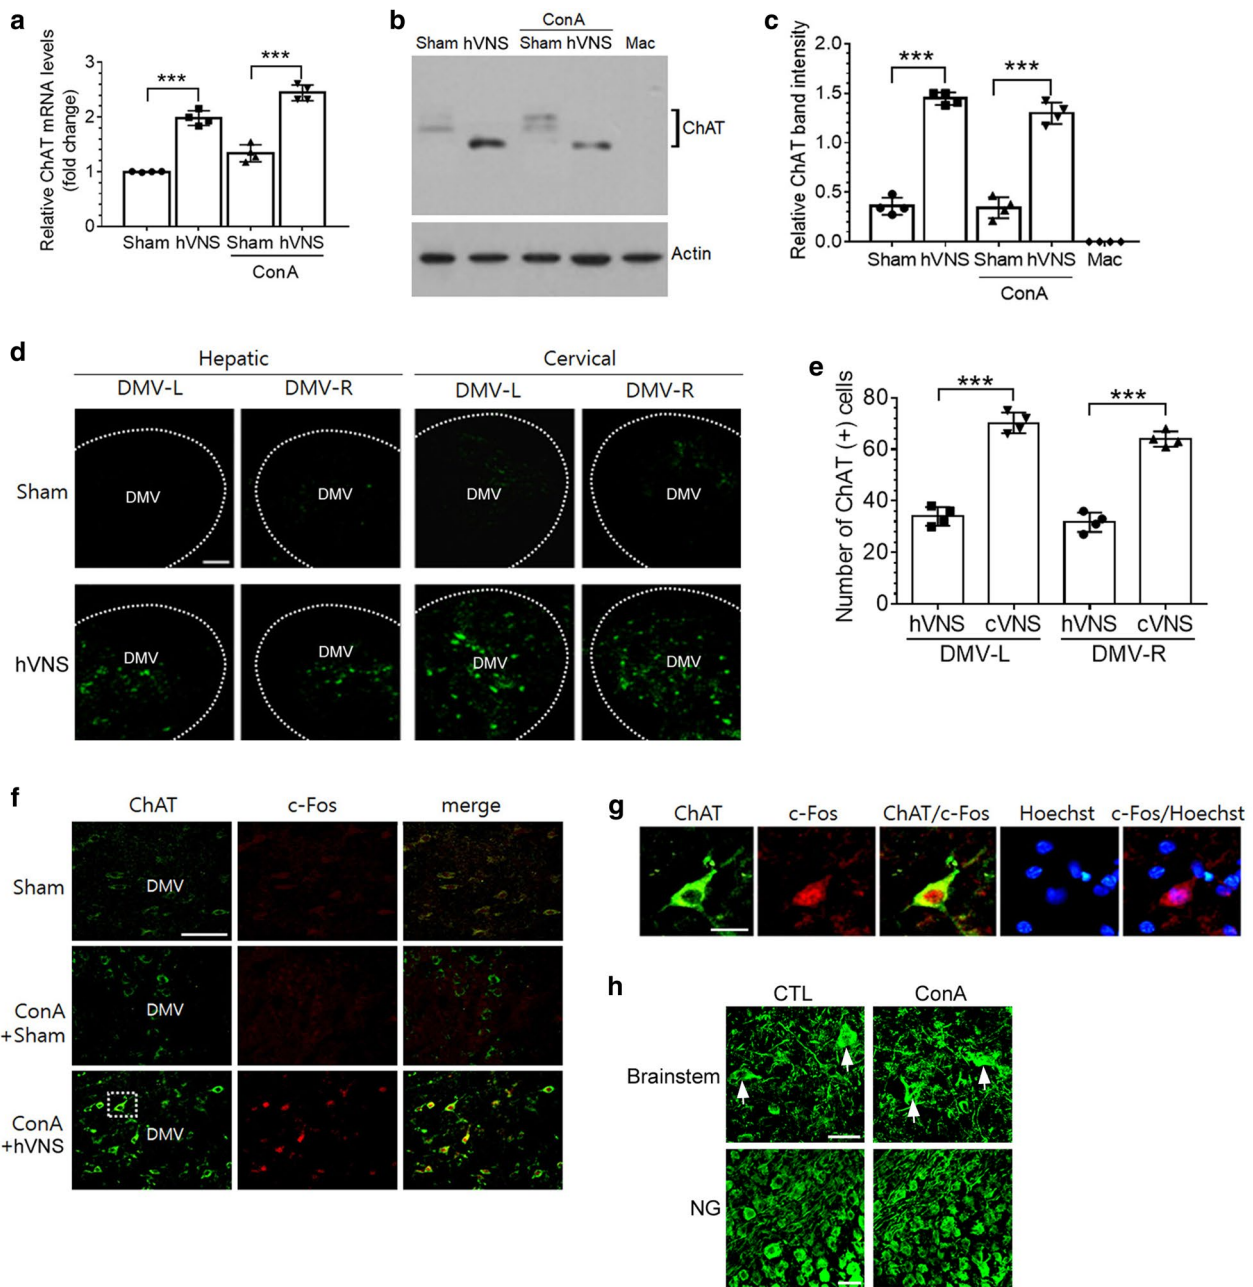 a
Relative ChAT mRNA levels
(fold change)
3
2
1
0
***
***
Sham hVNS Sham hVNS
ConA
b
ConA
Sham hVNS Sham hVNS Mac
ChAT
Actin
c
Relative ChAT band intensity
2.0
1.5
1.0
0.5
0.0
***
***
Sham hVNS Sham hVNS Mac
ConA
d
Hepatic Cervical
DMV-L DMV-R DMV-L DMV-R
Sham
DMV DMV DMV DMV
hVNS
DMV DMV DMV DMV
e
Number of ChAT (+) cells
80
60
40
20
0
***
***
hVNS cVNS hVNS cVNS
DMV-L DMV-R
f
ChAT c-Fos merge
Sham
DMV
ConA
+Sham
DMV
ConA
+hVNS
DMV
g
ChAT c-Fos ChAT/c-Fos Hoechst c-Fos/Hoechst
h
CTL ConA
Brainstem
NG